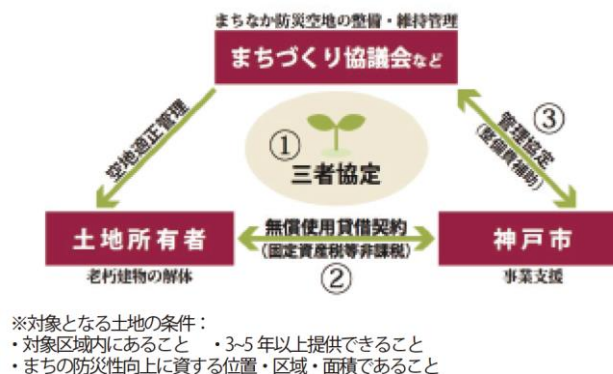 まちなか防災空地の整備・維持管理
まちづくり協議会など
空地適正管理
①
三者協定
③
管理協定
(整備費補助)
土地所有者
老朽建物の解体
無償使用貸借契約
(固定資産税等非課税)
②
神戸市
事業支援
※対象となる土地の条件：
・対象区域内にあること ・3~5年以上提供できること
・まちの防災性向上に資する位置・区域・面積であること